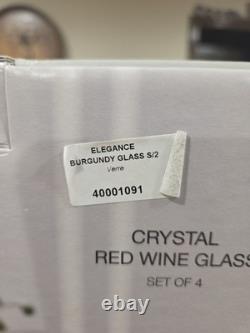 ELEGANCE
BURGUNDY GLASS S/2
Verre
40001091
CRYSTAL
RED WINE GLASS
SET OF 4